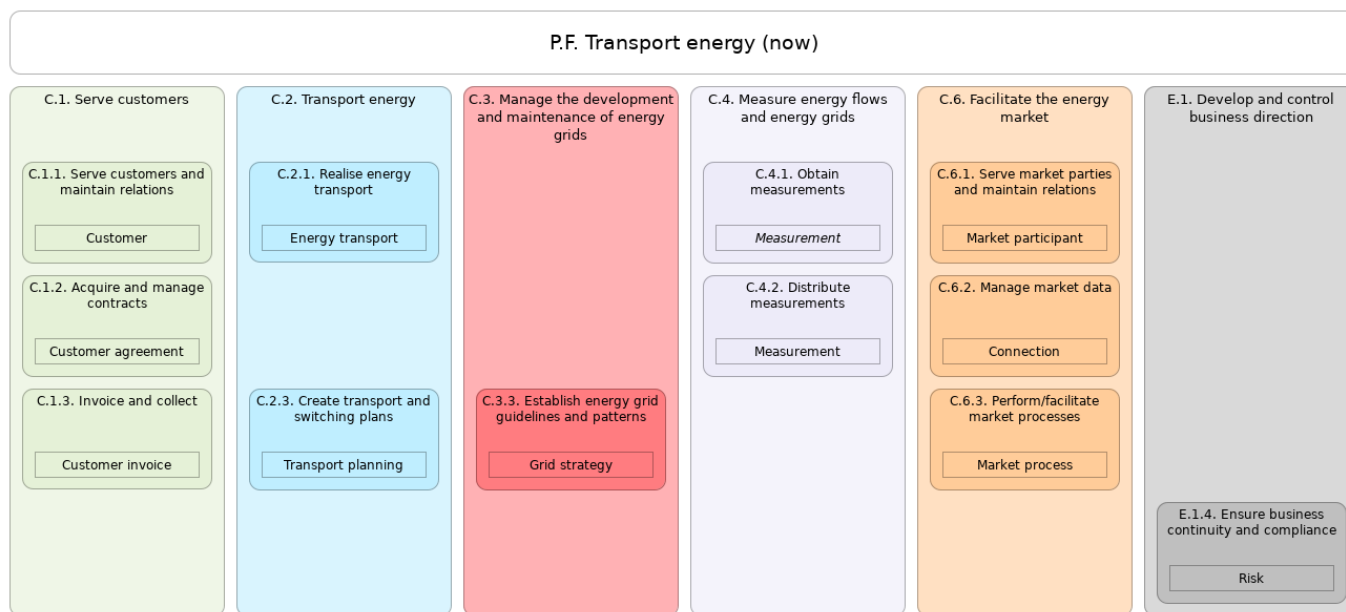 P.F. Transport energy (now)
C.1. Serve customers
C.1.1. Serve customers and
maintain relations
Customer
C.1.2. Acquire and manage
contracts
Customer agreement
C.1.3. Invoice and collect
Customer invoice
C.2. Transport energy
C.2.1. Realise energy
transport
Energy transport
C.2.3. Create transport and
switching plans
Transport planning
C.3. Manage the development
and maintenance of energy
grids
C.3.3. Establish energy grid
guidelines and patterns
Grid strategy
C.4. Measure energy flows
and energy grids
C.4.1. Obtain
measurements
Measurement
C.4.2. Distribute
measurements
Measurement
C.6. Facilitate the energy
market
C.6.1. Serve market parties
and maintain relations
Market participant
C.6.2. Manage market data
Connection
C.6.3. Perform/facilitate
market processes
Market process
E.1. Develop and control
business direction
E.1.4. Ensure business
continuity and compliance
Risk